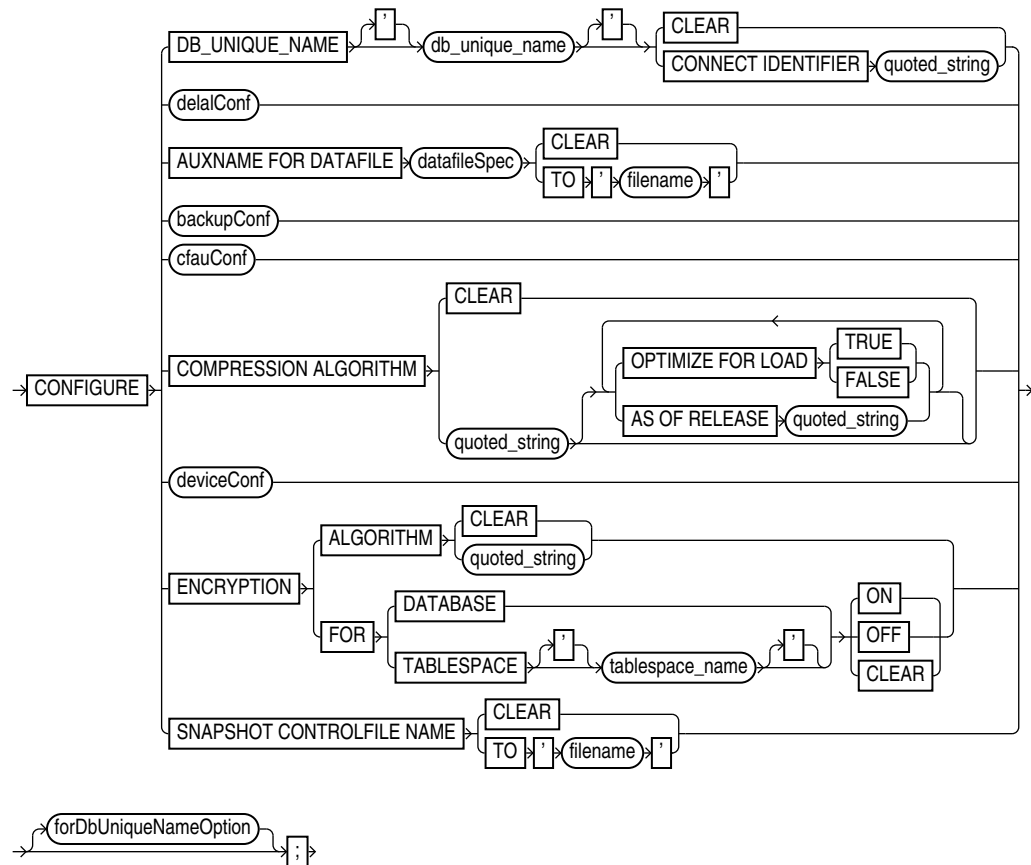 ' ' CLEAR
DB_UNIQUE_NAME db_unique_name CONNECT IDENTIFIER quoted_string
delalConf
CLEAR
AUXNAME FOR DATAFILE datafileSpec
TO ' filename '
backupConf
cfauConf
CLEAR
TRUE
OPTIMIZE FOR LOAD
COMPRESSION ALGORITHM
FALSE
CONFIGURE
AS OF RELEASE quoted_string
quoted_string
deviceConf
CLEAR
ALGORITHM
quoted_string
ENCRYPTION
DATABASE ON
FOR OFF
' '
TABLESPACE tablespace_name CLEAR
CLEAR
SNAPSHOT CONTROLFILE NAME
TO ' filename '
forDbUniqueNameOption
;